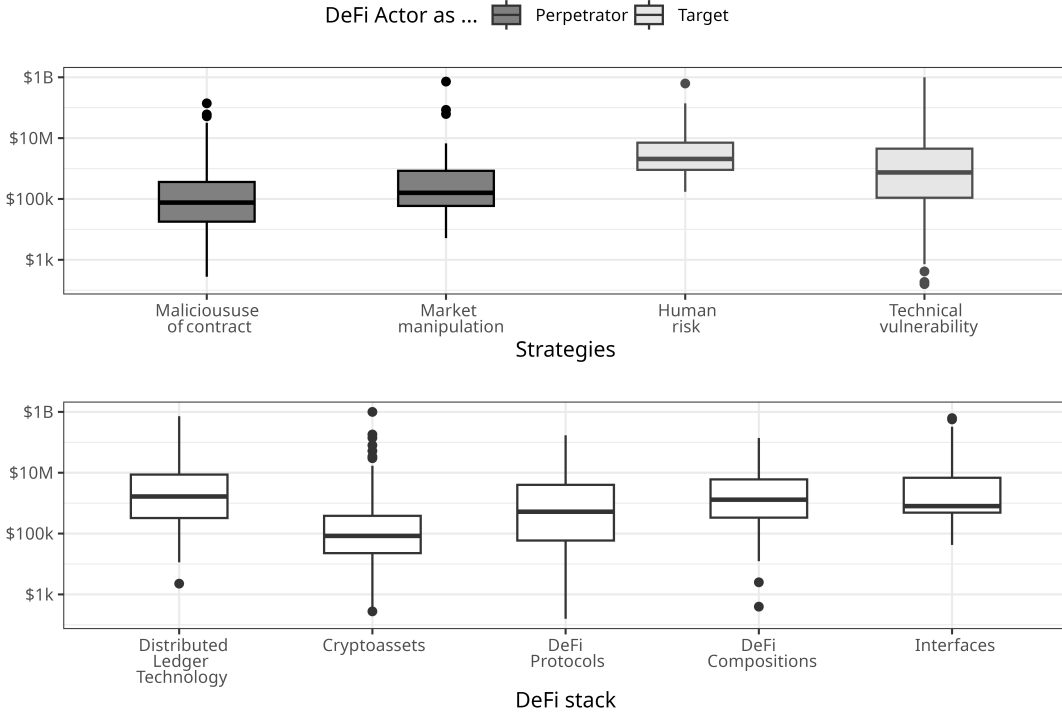 DeFi Actor as ... Perpetrator Target
$1B
$10M
$100k
$1k
Malicioususe
of contract
Market
manipulation
Human
risk
Technical
vulnerability
Strategies
$1B
$10M
$100k
$1k
Distributed
Ledger
Technology
Cryptoassets
DeFi
Protocols
DeFi
Compositions
Interfaces
DeFi stack